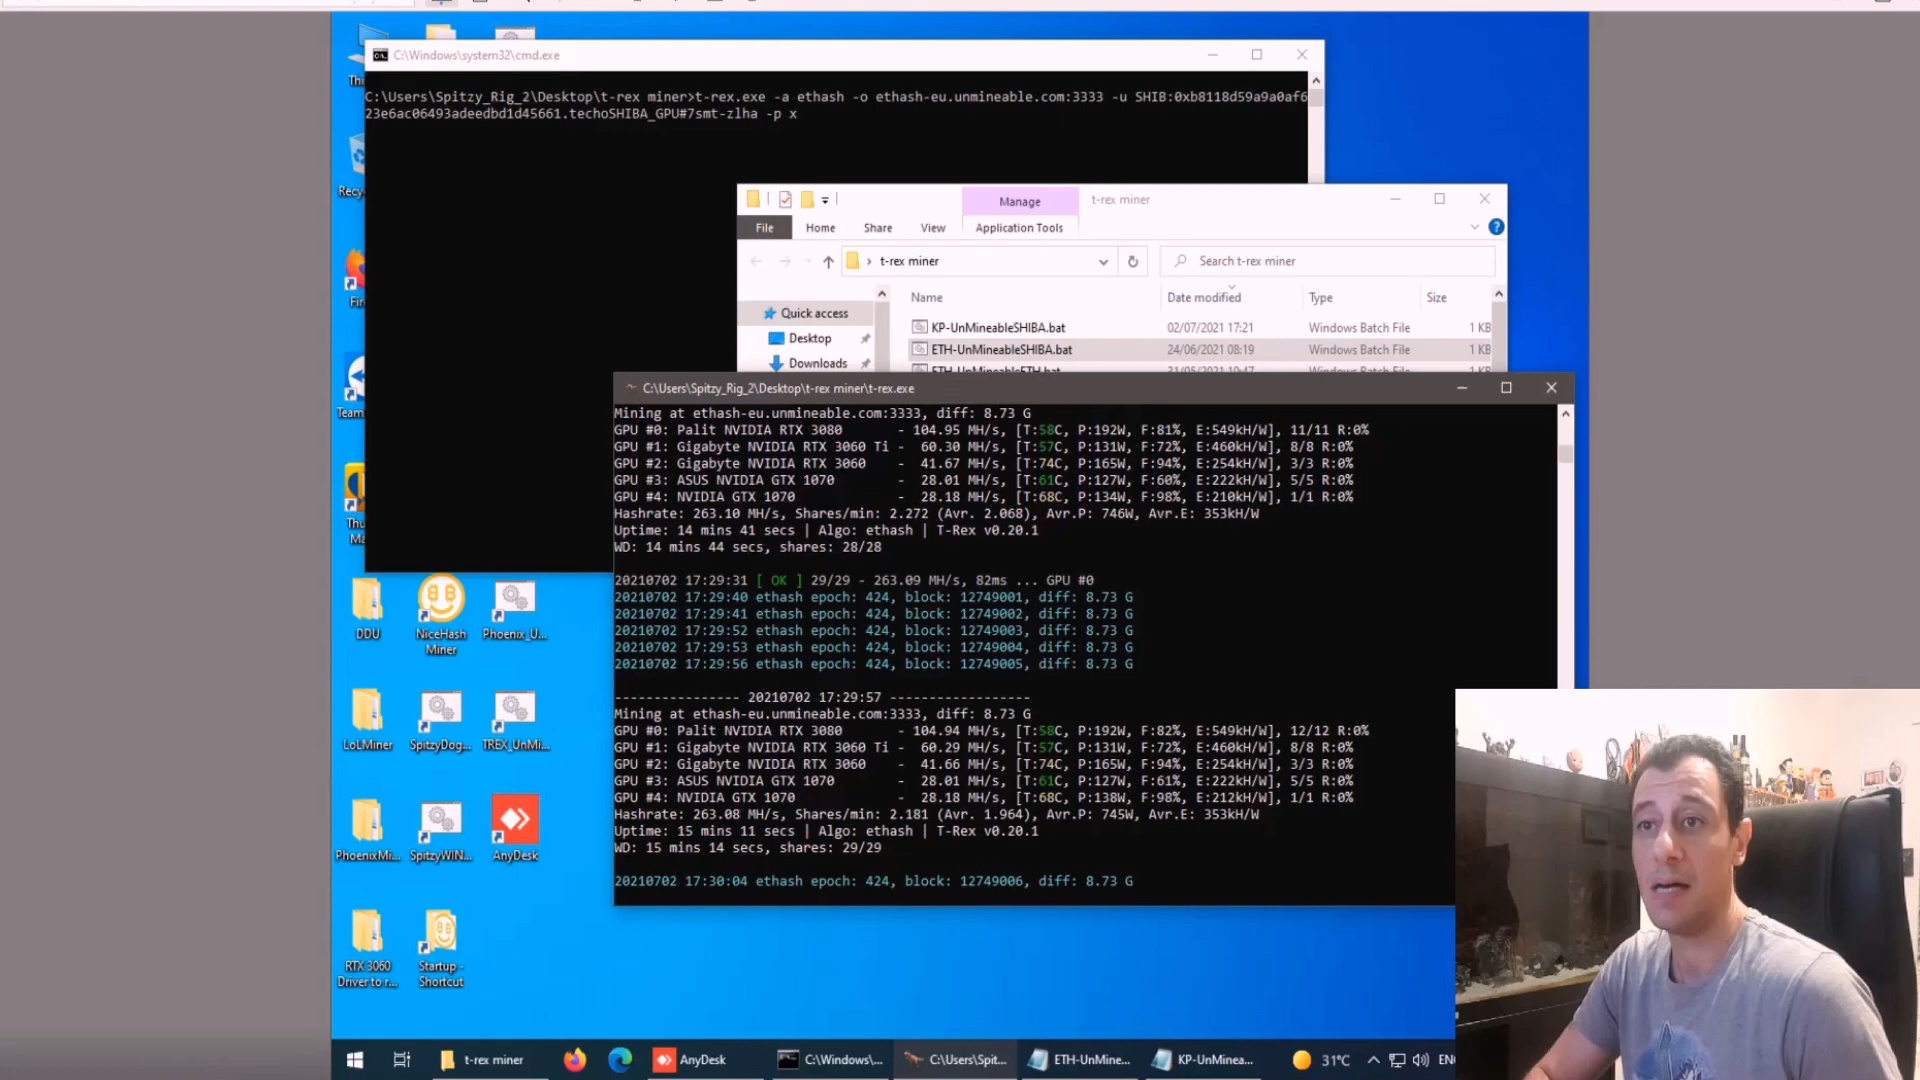 C:\Windows\system32\cmd.exe
C:\Users\Spitzy_Rig_2\Desktop\t-rex miner>t-rex.exe -a ethash -o ethash-eu.unmineable.com:3333 -u SHIB:0xb8118d59a9a0af6
23e6ac06493adeedbd1d45661.techoSHIBA_GPU#7smt-zlha -p x
Manage
t-rex miner
File
Home
Share
View
Application Tools
t-rex miner
Search t-rex miner
Name
Date modified
Type
Size
Quick access
Desktop
Downloads
KP-UnMineableSHIBA.bat 02/07/2021 17:21 Windows Batch File 1 KB
ETH-UnMineableSHIBA.bat 24/06/2021 08:19 Windows Batch File 1 KB
C:\Users\Spitzy_Rig_2\Desktop\t-rex miner\t-rex.exe
Mining at ethash-eu.unmineable.com:3333, diff: 8.73 G
GPU #0: Palit NVIDIA RTX 3080 - 104.95 MH/s, [T:58C, P:192W, F:81%, E:549kH/W], 11/11 R:0%
GPU #1: Gigabyte NVIDIA RTX 3060 Ti - 60.30 MH/s, [T:57C, P:131W, F:72%, E:460kH/W], 8/8 R:0%
GPU #2: Gigabyte NVIDIA RTX 3060 - 41.67 MH/s, [T:74C, P:165W, F:94%, E:254kH/W], 3/3 R:0%
GPU #3: ASUS NVIDIA GTX 1070 - 28.01 MH/s, [T:61C, P:127W, F:60%, E:222kH/W], 5/5 R:0%
GPU #4: NVIDIA GTX 1070 - 28.18 MH/s, [T:68C, P:134W, F:98%, E:210kH/W], 1/1 R:0%
Hashrate: 263.10 MH/s, Shares/min: 2.272 (Avr. 2.068), Avr.P: 746W, Avr.E: 353kH/W
Uptime: 14 mins 41 secs | Algo: ethash | T-Rex v0.20.1
WD: 14 mins 44 secs, shares: 28/28
20210702 17:29:31 [ OK ] 29/29 - 263.09 MH/s, 82ms ... GPU #0
20210702 17:29:40 ethash epoch: 424, block: 12749001, diff: 8.73 G
20210702 17:29:41 ethash epoch: 424, block: 12749002, diff: 8.73 G
20210702 17:29:52 ethash epoch: 424, block: 12749003, diff: 8.73 G
20210702 17:29:53 ethash epoch: 424, block: 12749004, diff: 8.73 G
20210702 17:29:56 ethash epoch: 424, block: 12749005, diff: 8.73 G
---------------- 20210702 17:29:57 ------------------
Mining at ethash-eu.unmineable.com:3333, diff: 8.73 G
GPU #0: Palit NVIDIA RTX 3080 - 104.94 MH/s, [T:58C, P:192W, F:82%, E:549kH/W], 12/12 R:0%
GPU #1: Gigabyte NVIDIA RTX 3060 Ti - 60.29 MH/s, [T:57C, P:131W, F:72%, E:460kH/W], 8/8 R:0%
GPU #2: Gigabyte NVIDIA RTX 3060 - 41.66 MH/s, [T:74C, P:165W, F:94%, E:254kH/W], 3/3 R:0%
GPU #3: ASUS NVIDIA GTX 1070 - 28.01 MH/s, [T:61C, P:127W, F:61%, E:222kH/W], 5/5 R:0%
GPU #4: NVIDIA GTX 1070 - 28.18 MH/s, [T:68C, P:138W, F:98%, E:212kH/W], 1/1 R:0%
Hashrate: 263.08 MH/s, Shares/min: 2.181 (Avr. 1.964), Avr.P: 745W, Avr.E: 353kH/W
Uptime: 15 mins 11 secs | Algo: ethash | T-Rex v0.20.1
WD: 15 mins 14 secs, shares: 29/29
20210702 17:30:04 ethash epoch: 424, block: 12749006, diff: 8.73 G
Recy
Team
DDU
NiceHash
Miner
Phoenix_U...
LoLMiner
SpitzyDog...
TREX_UnMi...
PhoenixMi...
SpitzyWIN...
AnyDesk
RTX 3060
Driver to r...
Startup -
Shortcut
t-rex miner
AnyDesk
C:\Windows\...
C:\Users\Spit...
ETH-UnMine...
KP-UnMinea...
31°C